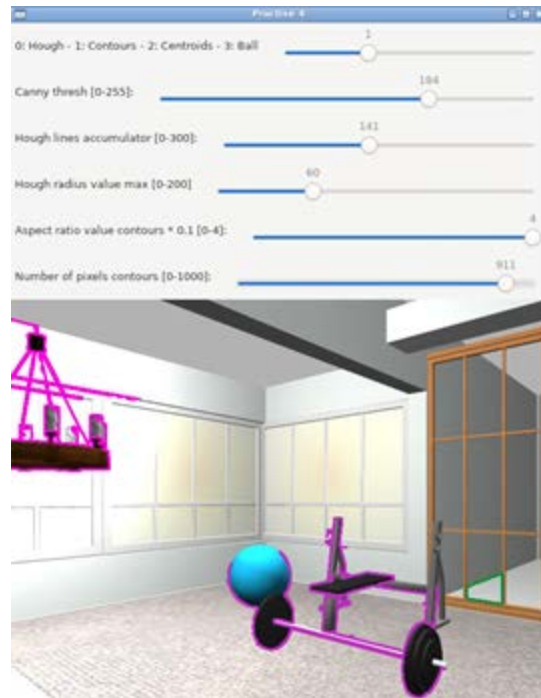 Practise 4
1
0: Hough - 1: Contours - 2: Centroids - 3: Ball
184
Canny thresh [0-255]:
141
Hough lines accumulator [0-300]:
60
Hough radius value max [0-200]
4
Aspect ratio value contours * 0.1 [0-4]:
911
Number of pixels contours [0-1000]: